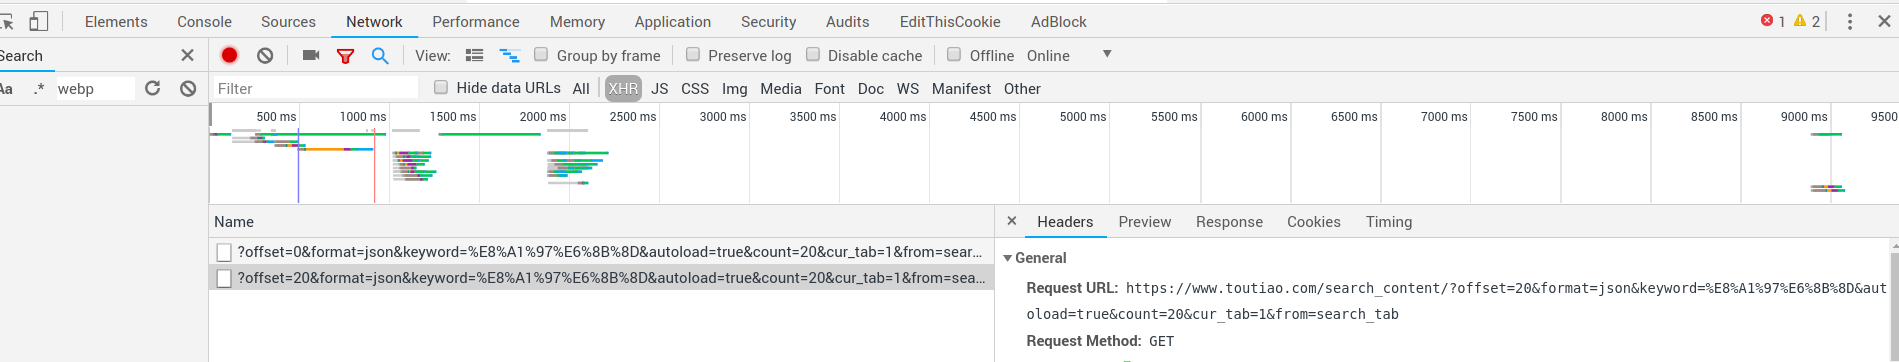 Elements Console Sources Network Performance Memory Application Security Audits EditThisCookie AdBlock 1 2
Search View: Group by frame Preserve log Disable cache Offline Online
Aa .* webp Filter Hide data URLs All XHR JS CSS Img Media Font Doc WS Manifest Other
500 ms 1000 ms 1500 ms 2000 ms 2500 ms 3000 ms 3500 ms 4000 ms 4500 ms 5000 ms 5500 ms 6000 ms 6500 ms 7000 ms 7500 ms 8000 ms 8500 ms 9000 ms 9500
Name
?offset=0&format=json&keyword=%E8%A1%97%E6%8B%8D&autoload=true&count=20&cur_tab=1&from=sear...
?offset=20&format=json&keyword=%E8%A1%97%E6%8B%8D&autoload=true&count=20&cur_tab=1&from=sea...
× Headers Preview Response Cookies Timing
General
Request URL: https://www.toutiao.com/search_content/?offset=20&format=json&keyword=%E8%A1%97%E6%8B%8D&aut
oload=true&count=20&cur_tab=1&from=search_tab
Request Method: GET